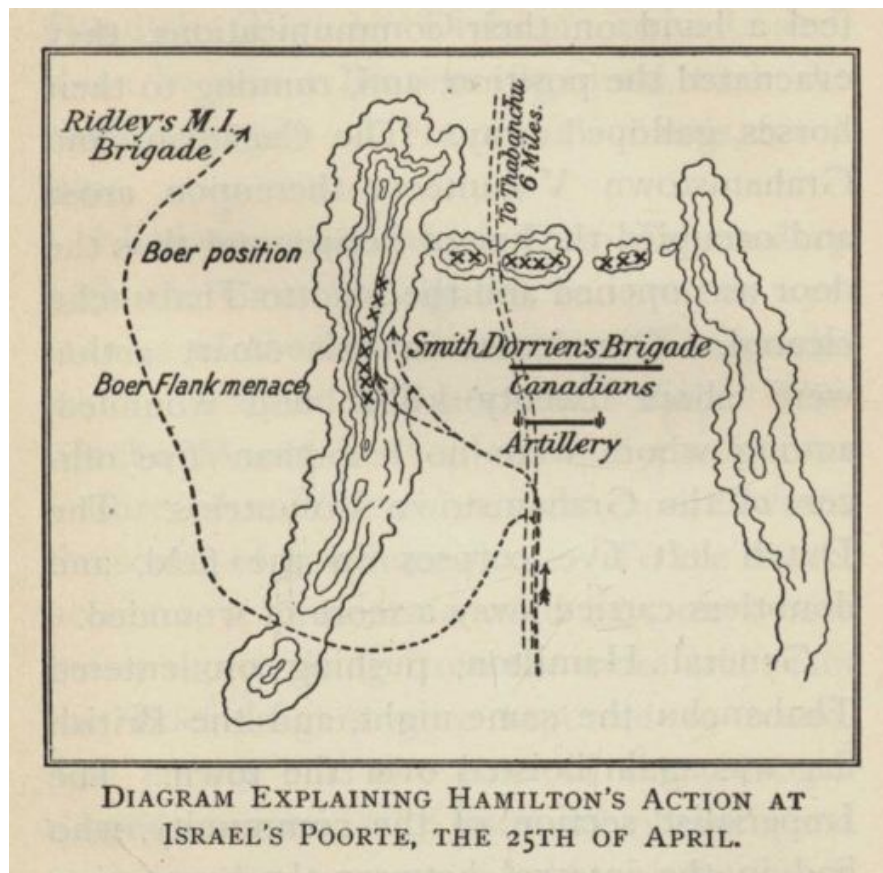 Ridley's M.I.
Brigade
To Thabanchu
6 Miles.
Boer position
Smith Dorrien's Brigade
Boer Flank menace
Canadians
Artillery
DIAGRAM EXPLAINING HAMILTON'S ACTION AT
ISRAEL'S POORTE, THE 25TH OF APRIL.